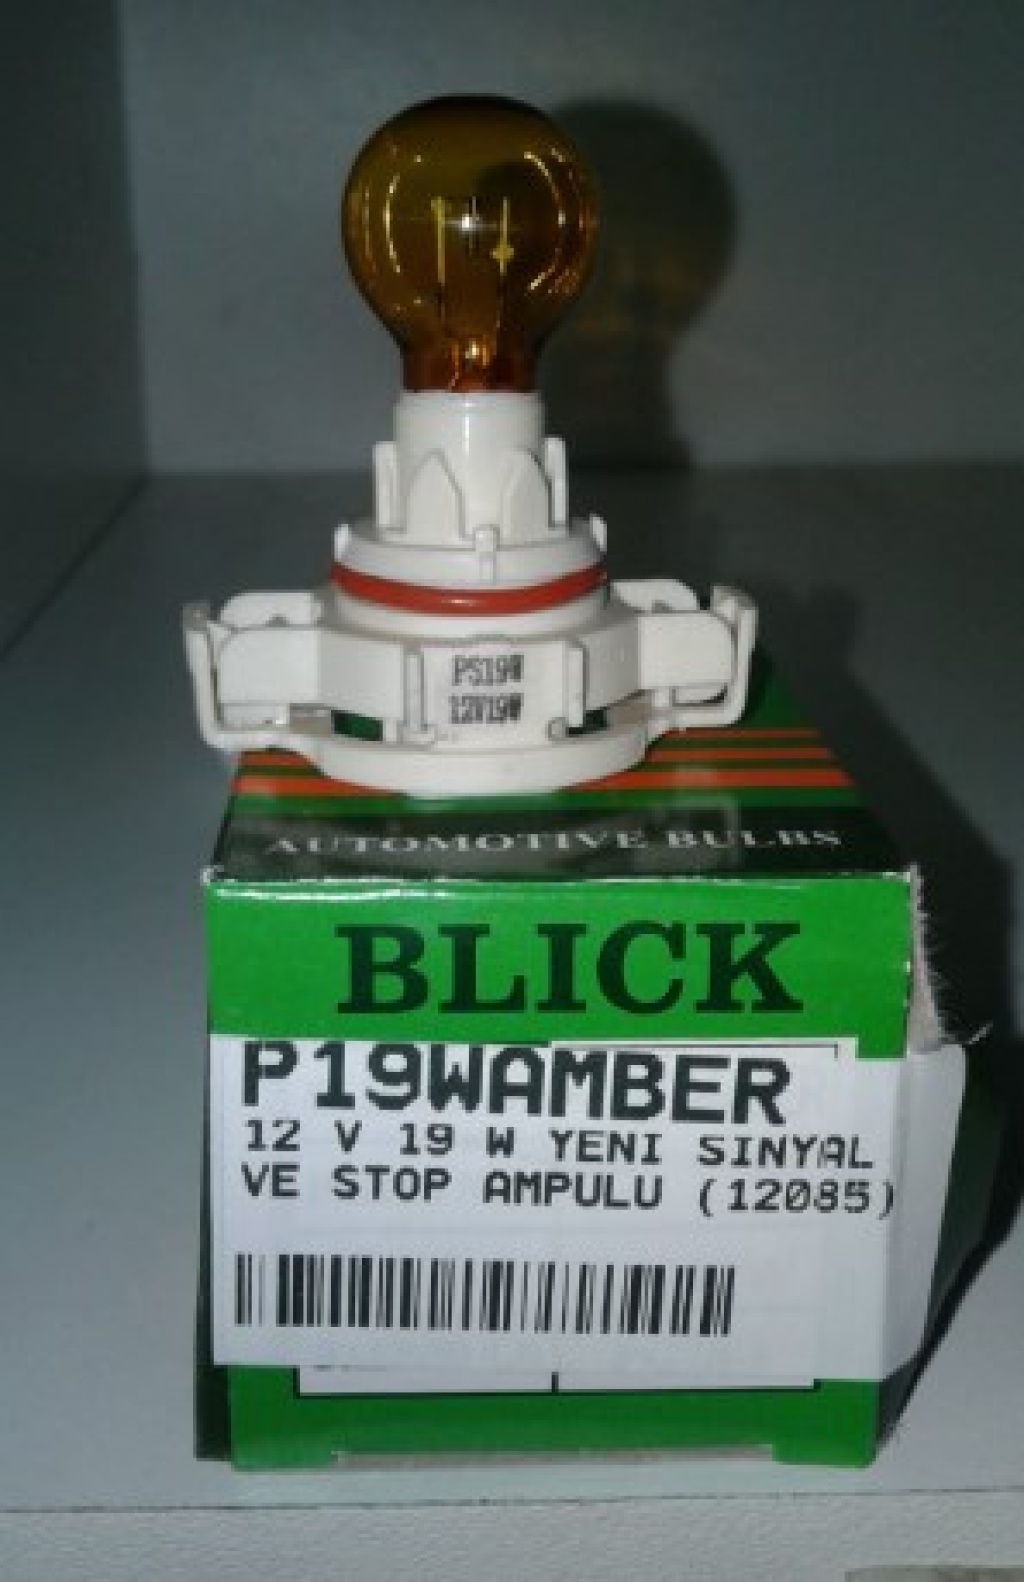 PS19W
12V19W
AUTOMOTIVE BULBS
BLICK
P19WAMBER
12 V 19 W YENI SINYAL
VE STOP AMPULU (12085)